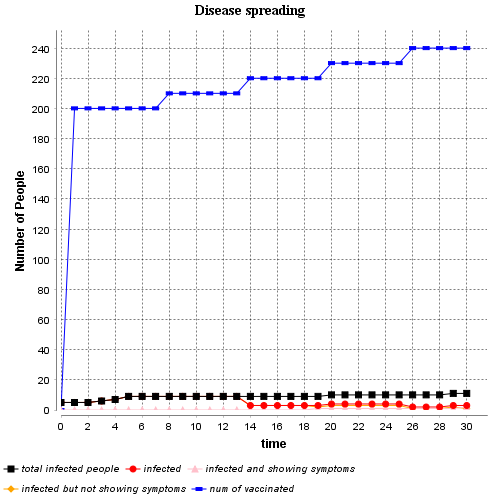 Disease spreading
240
220
200
180
160
140
120
100
80
60
40
20
0
Number of People
0 2 4 6 8 10 12 14 16 18 20 22 24 26 28 30
time
total infected people infected infected and showing symptoms
infected but not showing symptoms num of vaccinated